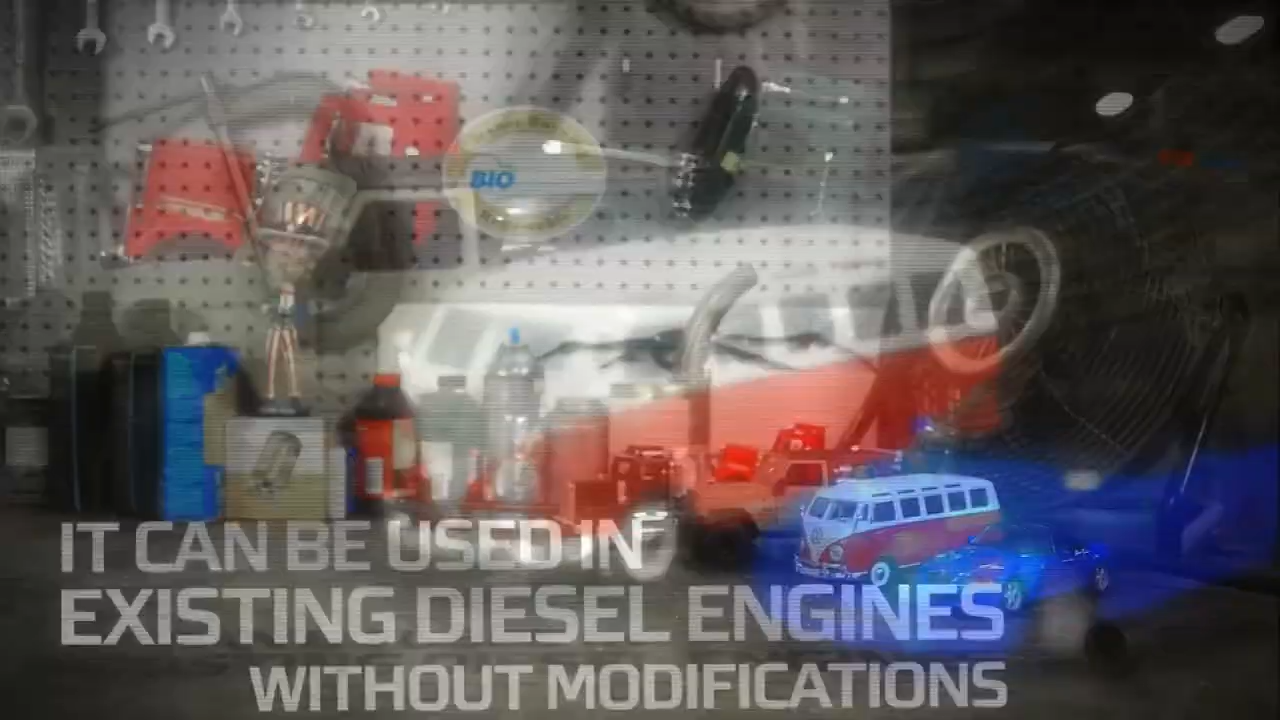 BIO
IT CAN BE USED IN
EXISTING DIESEL ENGINES
WITHOUT MODIFICATIONS